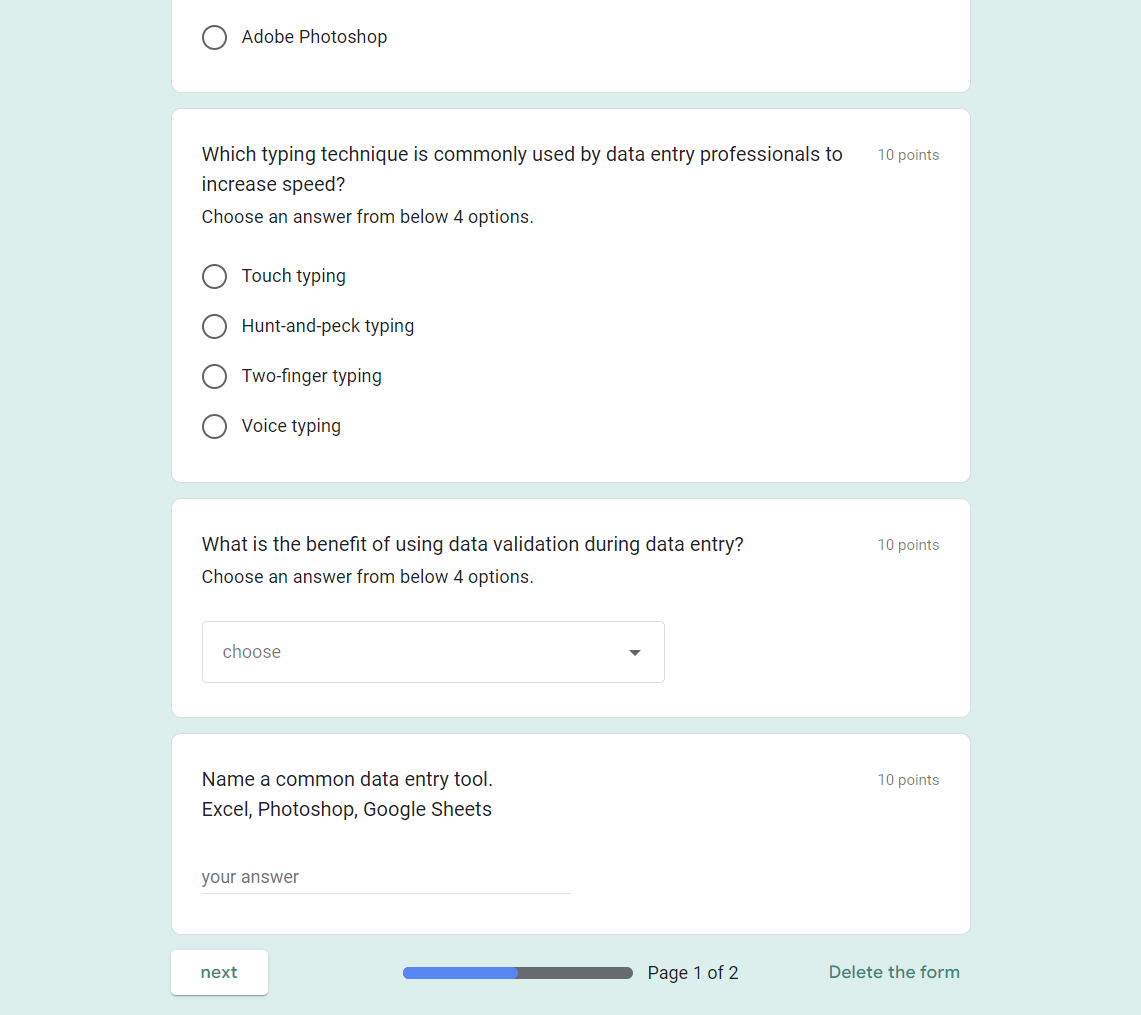 Adobe Photoshop
Which typing technique is commonly used by data entry professionals to
increase speed?
10 points
Choose an answer from below 4 options.
Touch typing
Hunt-and-peck typing
Two-finger typing
Voice typing
What is the benefit of using data validation during data entry?
10 points
Choose an answer from below 4 options.
choose
Name a common data entry tool.
10 points
Excel, Photoshop, Google Sheets
your answer
next
Page 1 of 2
Delete the form